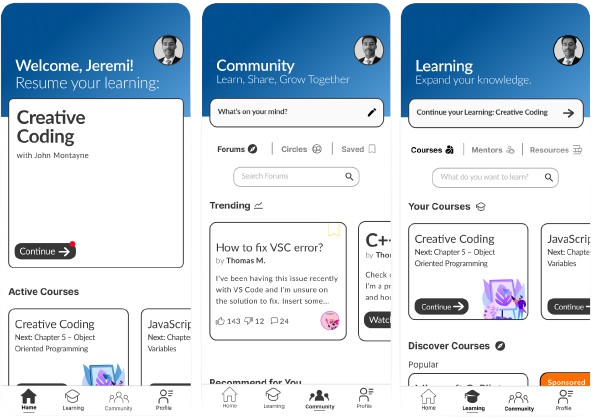 Welcome, Jeremi!
Resume your learning:
Creative
Coding
with John Montayne
Continue
Active Courses
Creative Coding
Next: Chapter 5 – Object
Oriented Programming
JavaScrip
Next: Chapte
Variables
Home
Learning
Community
Profile
Community
Learn, Share, Grow Together
What's on your mind?
Forums
Circles
Saved
Search Forums
Trending
How to fix VSC error?
by Thomas M.
I've been having this issue recently
with VS Code and I'm unsure on
the solution to fix. Insert some...
143
12
24
C++
by Thor
Check o
I'm a pr
and hor
Watch
Recommend for You
Home
Learning
Community
Profile
Learning
Expand your knowledge.
Continue your Learning: Creative Coding
Courses
Mentors
Resources
What do you want to learn?
Your Courses
Creative Coding
Next: Chapter 5 – Object
Oriented Programming
Continue
JavaScrip
Next: Chapte
Variables
Continue
Discover Courses
Popular
Sponsored
Home
Learning
Community
Profile